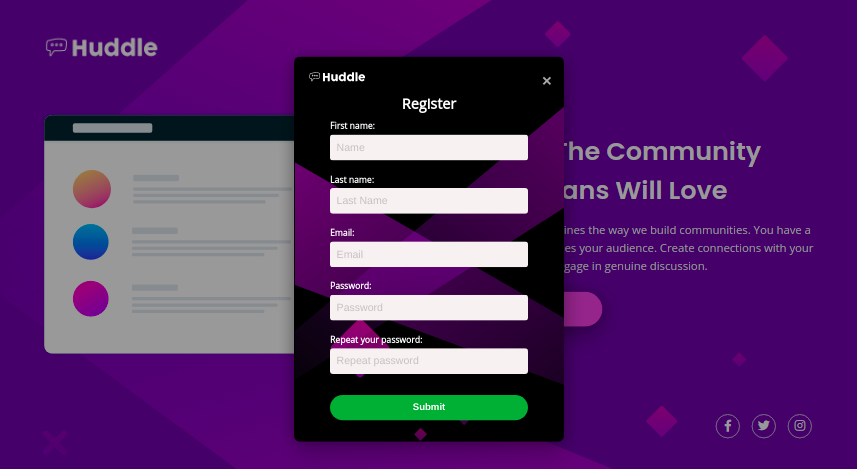 Huddle
Huddle
×
Register
First name:
Name
Last name:
Last Name
Email:
Email
Password:
Password
Repeat your password:
Repeat password
Submit
The Community
ans Will Love
ines the way we build communities. You have a
es your audience. Create connections with your
gage in genuine discussion.